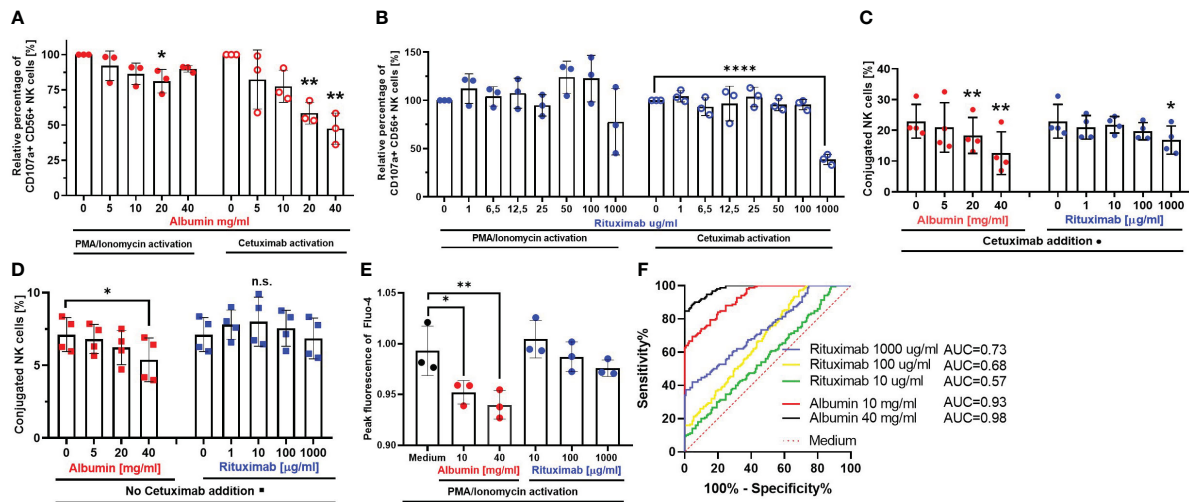 A
Relative percentage of
CD107a+ CD56+ NK cells [%]
100
75
50
25
*
**
**
0 5 10 20 40 0 5 10 20 40
Albumin mg/ml
PMA/Ionomycin activation Cetuximab activation
B
Relative percentage of
CD107a+ CD56+ NK cells [%]
150
125
100
75
50
25
0
****
0 1 6,5 12,5 25 50 100 1000 0 1 6,5 12,5 25 50 100 1000
Rituximab ug/ml
PMA/Ionomycin activation Cetuximab activation
C
Conjugated NK cells [%]
40
30
20
10
0
**
**
*
0 5 10 20 40 0 1 10 100 1000
Albumin [mg/ml] Rituximab [µg/ml]
Cetuximab addition ●
D
Conjugated NK cells [%]
10
5
0
*
n.s.
0 5 20 40 0 1 10 100 1000
Albumin [mg/ml] Rituximab [µg/ml]
No Cetuximab addition ■
E
Peak fluorescence of Fluo-4
1.05
1.00
0.95
0.90
**
*
Medium 10 40 10 100 1000
Albumin [mg/ml] Rituximab [µg/ml]
PMA/Ionomycin activation
F
Sensitivity%
100
80
60
40
20
0
0 20 40 60 80 100
100% - Specificity%
Rituximab 1000 ug/ml AUC=0.73
Rituximab 100 ug/ml AUC=0.68
Rituximab 10 ug/ml AUC=0.57
Albumin 10 mg/ml AUC=0.93
Albumin 40 mg/ml AUC=0.98
Medium